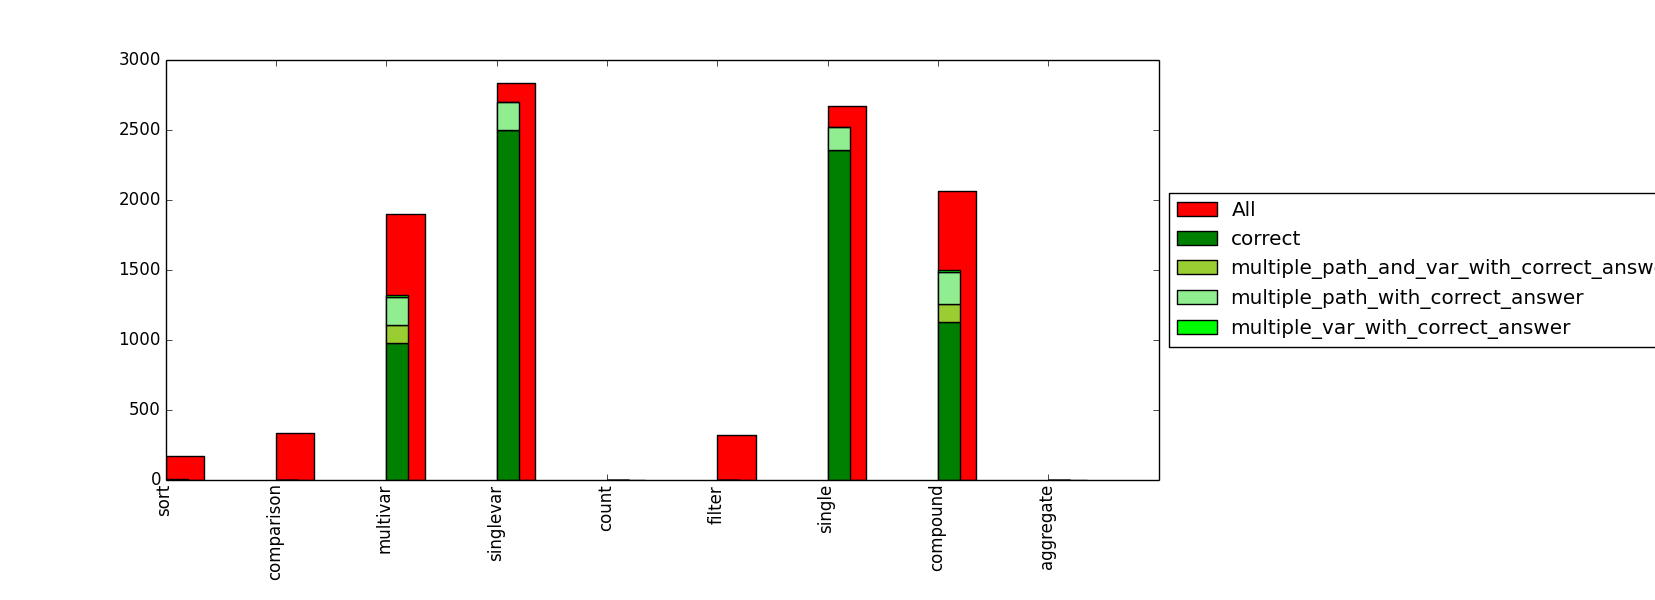 3000
2500
2000
1500
1000
500
0
sort
comparison
multivar
singlevar
count
filter
single
compound
aggregate
All
correct
multiple_path_and_var_with_correct_answ
multiple_path_with_correct_answer
multiple_var_with_correct_answer